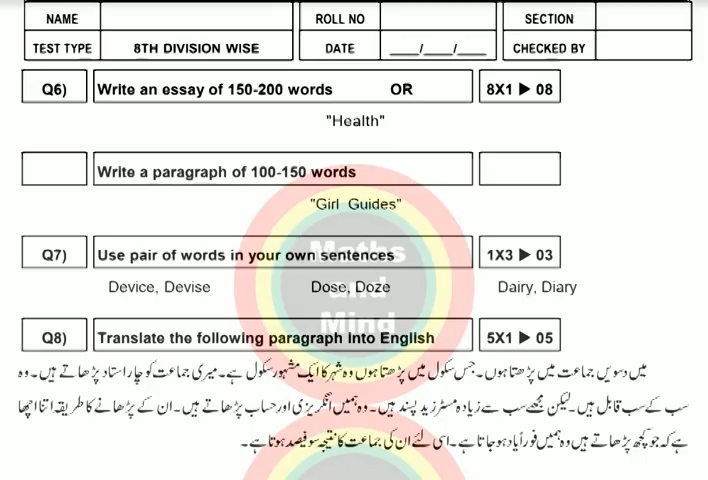 NAME ROLL NO SECTION
TEST TYPE 8TH DIVISION WISE DATE ____/____/____ CHECKED BY
Q6) Write an essay of 150-200 words OR 8X1 ▶ 08
"Health"
Write a paragraph of 100-150 words
"Girl Guides"
Q7) Use pair of words in your own sentences 1X3 ▶ 03
Device, Devise Dose, Doze Dairy, Diary
Q8) Translate the following paragraph into English 5X1 ▶ 05
میں دسویں جماعت میں پڑھتا ہوں۔ جس سکول میں پڑھتا ہوں وہ شہر کا ایک مشہور سکول ہے۔ میری جماعت کو چار استاد پڑھاتے ہیں۔ وہ
سب کے سب قابل ہیں۔ لیکن مجھے سب سے زیادہ مسٹر زید پسند ہیں۔ وہ ہمیں انگریزی اور حساب پڑھاتے ہیں۔ ان کے پڑھانے کا طریقہ اتنا اچھا
ہے کہ جو کچھ پڑھاتے ہیں وہ ہمیں فوراً یاد ہو جاتا ہے۔ اسی لئے ان کی جماعت کا نتیجہ سو فیصد ہوتا ہے۔
Maths
and
Mind